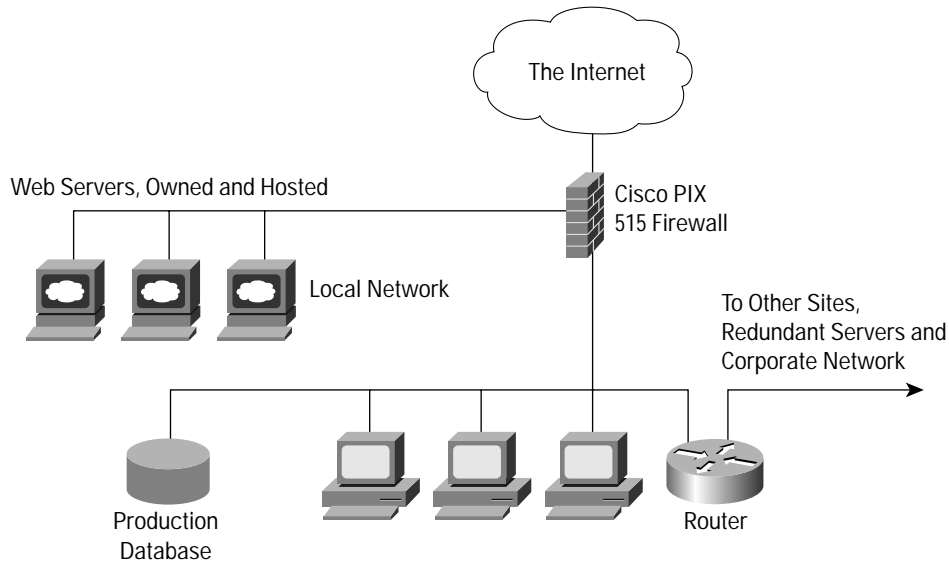 The Internet
Web Servers, Owned and Hosted
Cisco PIX
515 Firewall
Local Network
To Other Sites,
Redundant Servers and
Corporate Network
Production
Database
Router